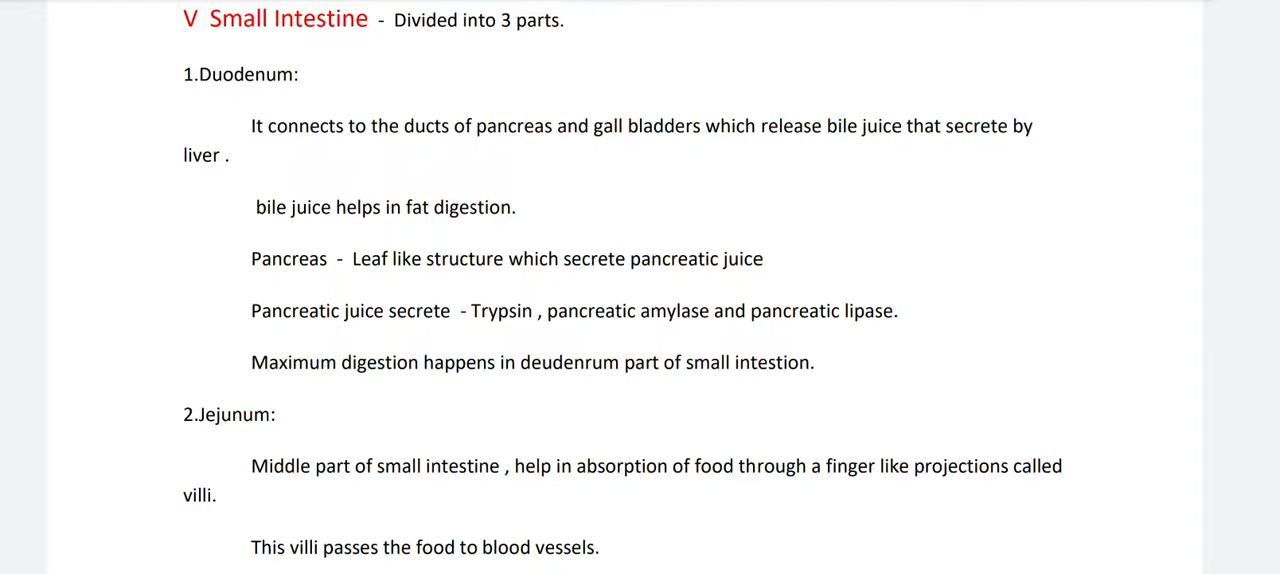 V Small Intestine - Divided into 3 parts.
1.Duodenum:
It connects to the ducts of pancreas and gall bladders which release bile juice that secrete by
liver .
bile juice helps in fat digestion.
Pancreas - Leaf like structure which secrete pancreatic juice
Pancreatic juice secrete - Trypsin , pancreatic amylase and pancreatic lipase.
Maximum digestion happens in deudenrum part of small intestion.
2.Jejunum:
Middle part of small intestine , help in absorption of food through a finger like projections called
villi.
This villi passes the food to blood vessels.